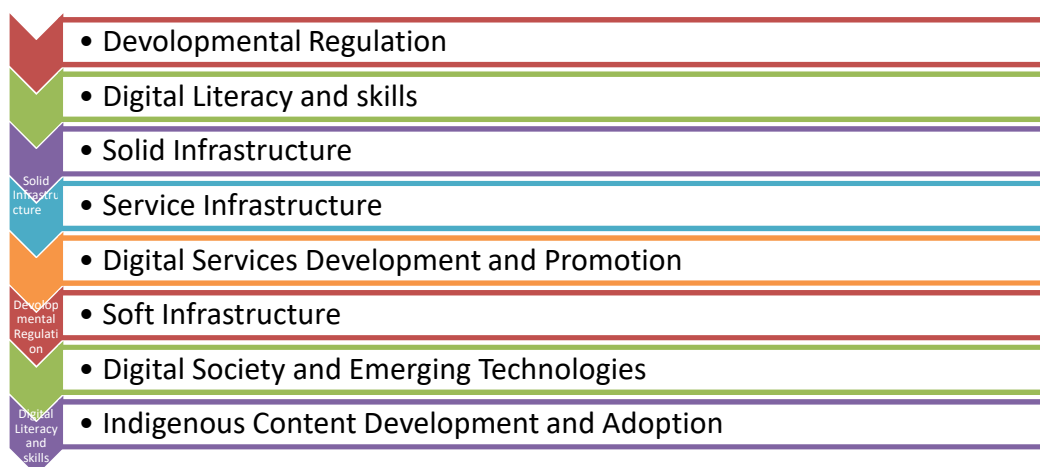 • Devolopmental Regulation
• Digital Literacy and skills
• Solid Infrastructure
Solid
Infrastru
cture
• Service Infrastructure
• Digital Services Development and Promotion
Devolop
mental
Regulati
on
• Soft Infrastructure
• Digital Society and Emerging Technologies
Digital
Literacy
and
skills
• Indigenous Content Development and Adoption